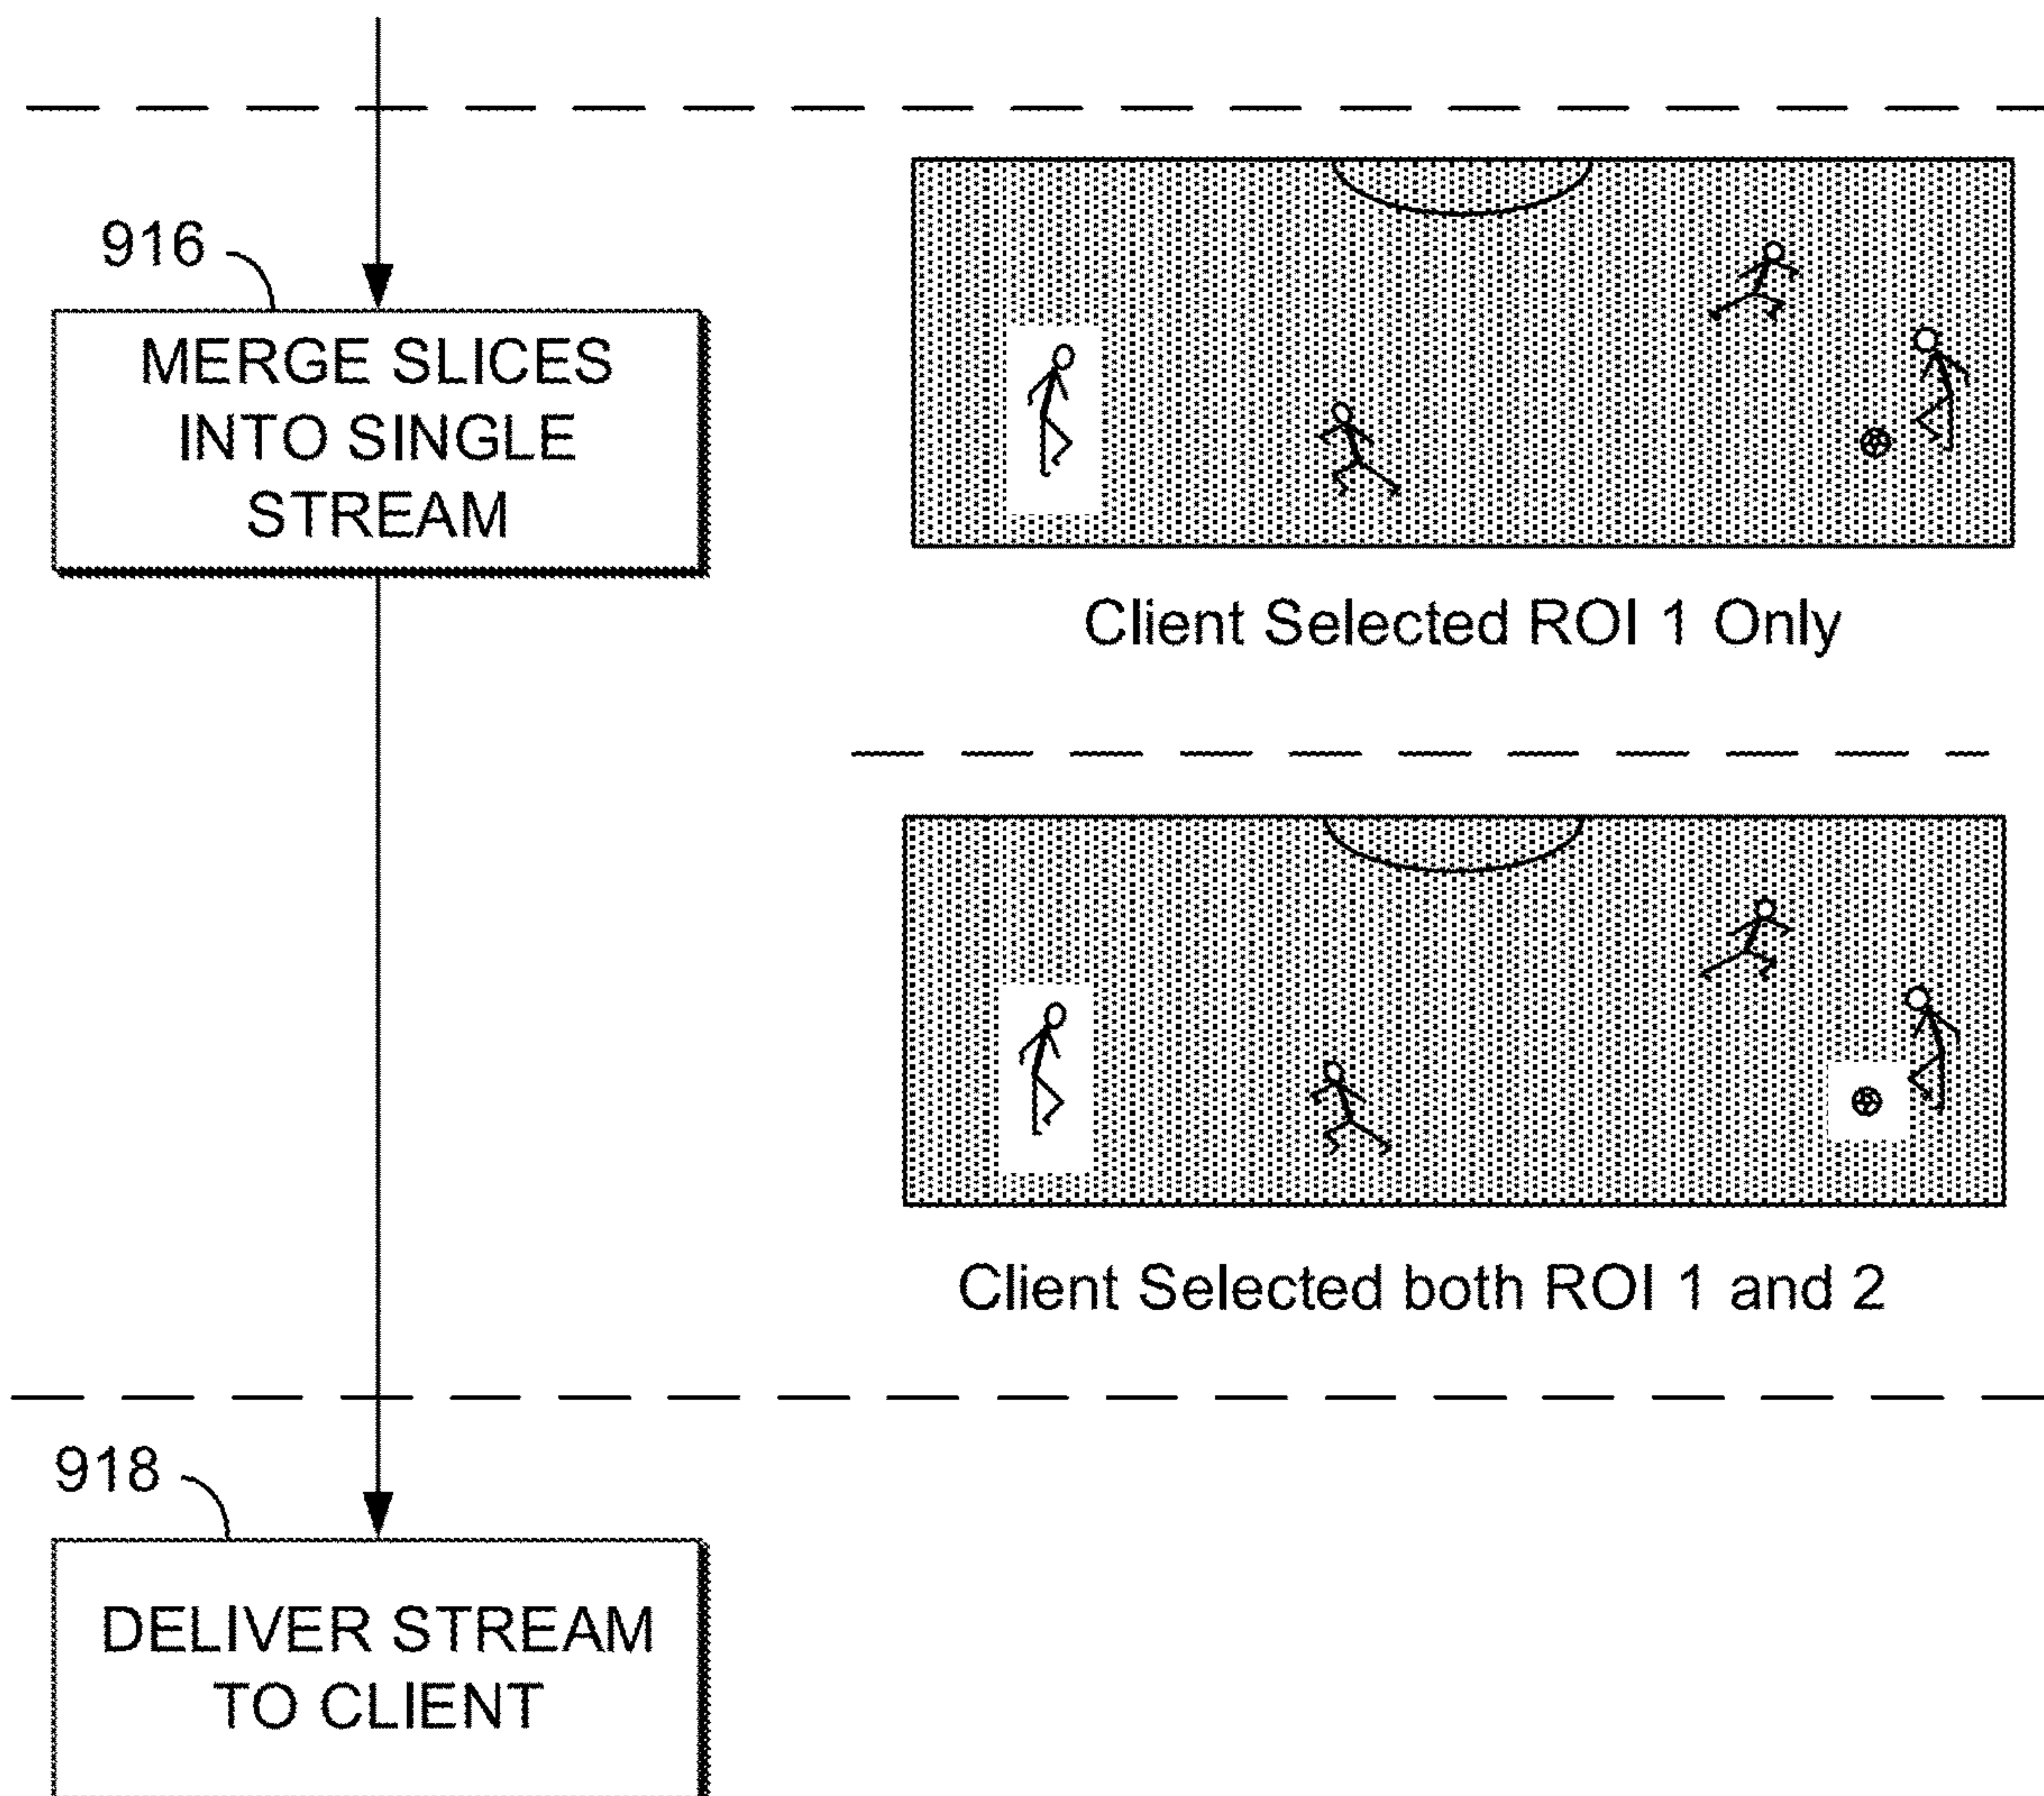 916
MERGE SLICES
INTO SINGLE
STREAM
Client Selected ROI 1 Only
Client Selected both ROI 1 and 2
918
DELIVER STREAM
TO CLIENT